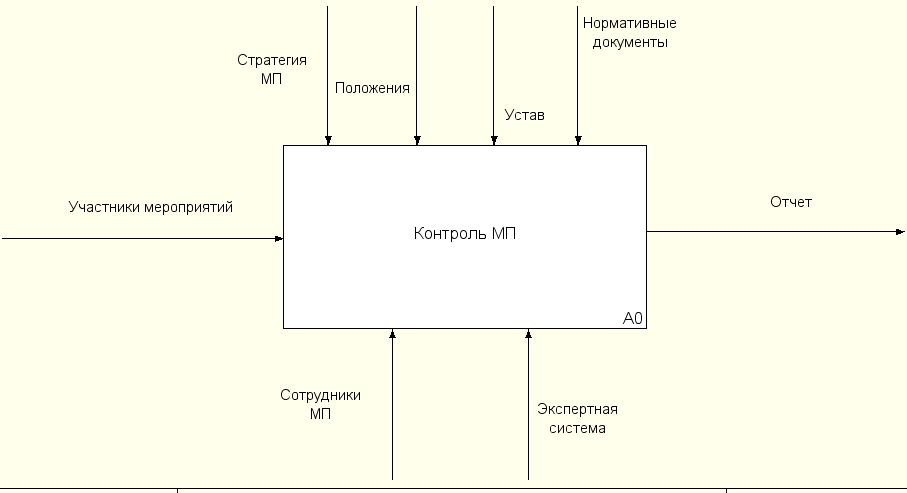 Нормативные
документы
Стратегия
МП
Положения
Устав
Участники мероприятий
Отчет
Контроль МП
A0
Сотрудники
МП
Экспертная
система